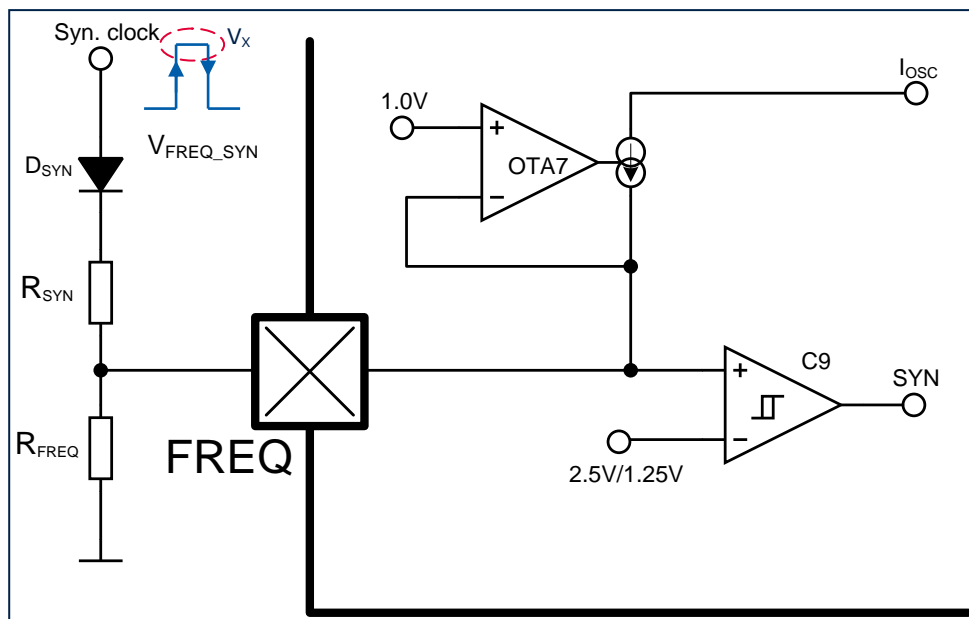 Syn. clock
VX
VFREQ_SYN
DSYN
RSYN
RFREQ
FREQ
1.0V
+
−
OTA7
IOSC
+
−
C9
SYN
2.5V/1.25V